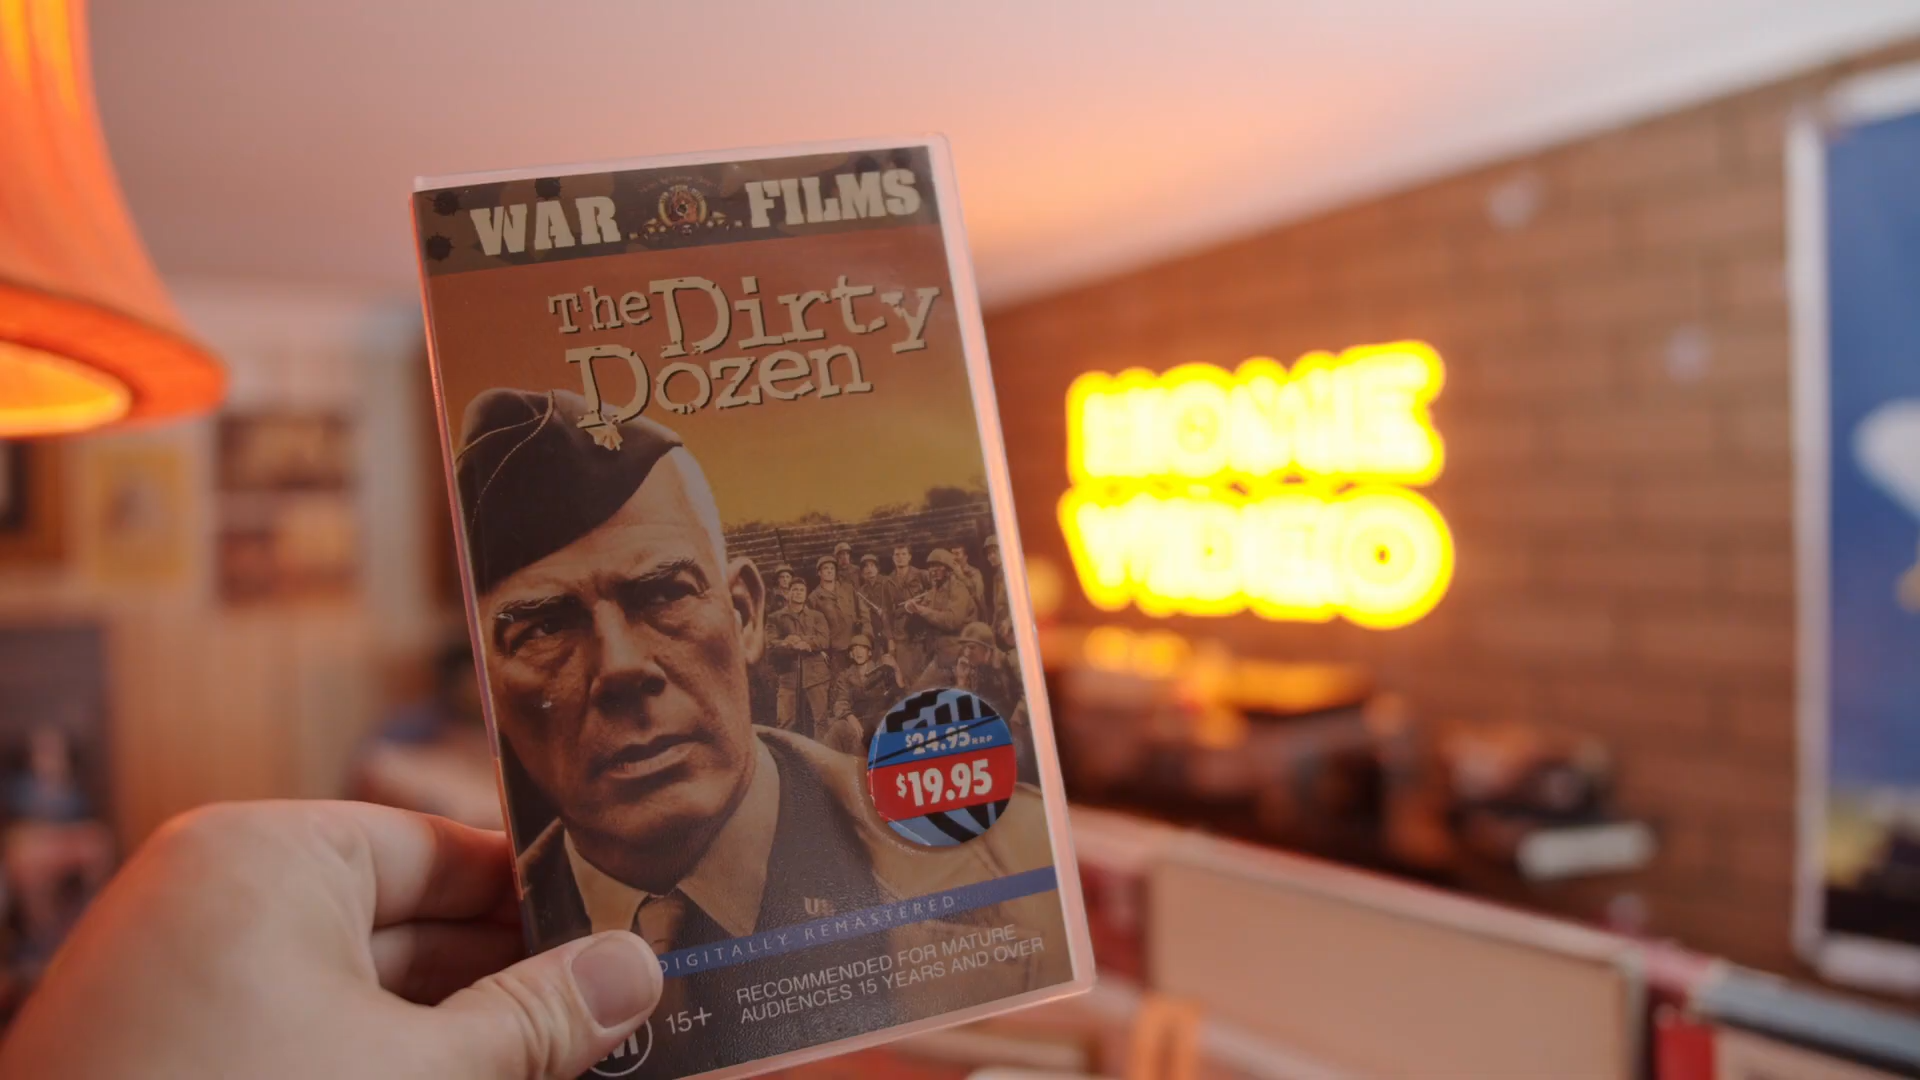 WAR FILMS
The Dirty
Dozen
$24.95 RRP
$19.95
U.S
DIGITALLY REMASTERED
M 15+
RECOMMENDED FOR MATURE
AUDIENCES 15 YEARS AND OVER
HOME
VIDEO